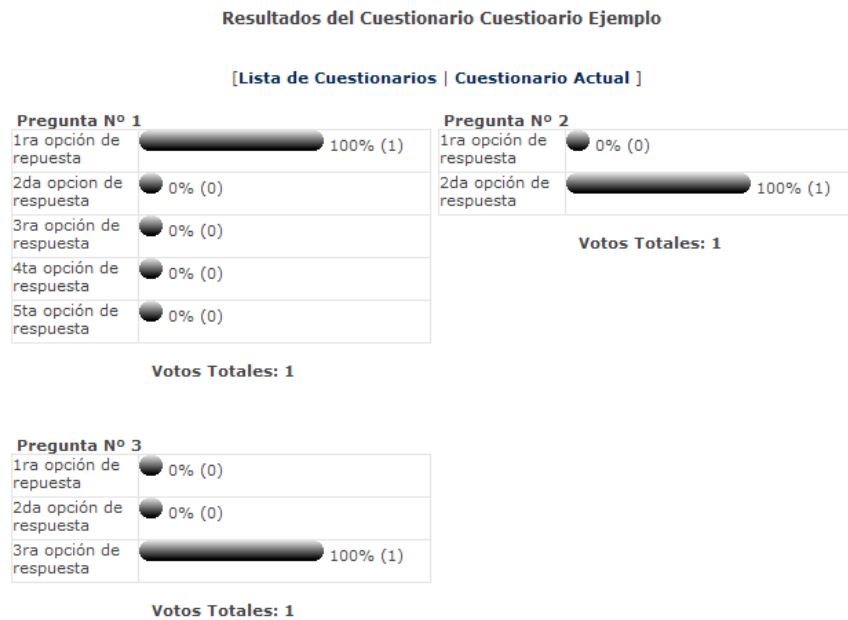 Resultados del Cuestionario Cuestioario Ejemplo
[Lista de Cuestionarios | Cuestionario Actual ]
Pregunta Nº 1
1ra opción de
repuesta
100% (1)
2da opcion de
respuesta
0% (0)
3ra opción de
respuesta
0% (0)
4ta opción de
respuesta
0% (0)
5ta opción de
respuesta
0% (0)
Votos Totales: 1
Pregunta Nº 2
1ra opción de
respuesta
0% (0)
2da opción de
respuesta
100% (1)
Votos Totales: 1
Pregunta Nº 3
1ra opción de
repuesta
0% (0)
2da opción de
respuesta
0% (0)
3ra opción de
respuesta
100% (1)
Votos Totales: 1